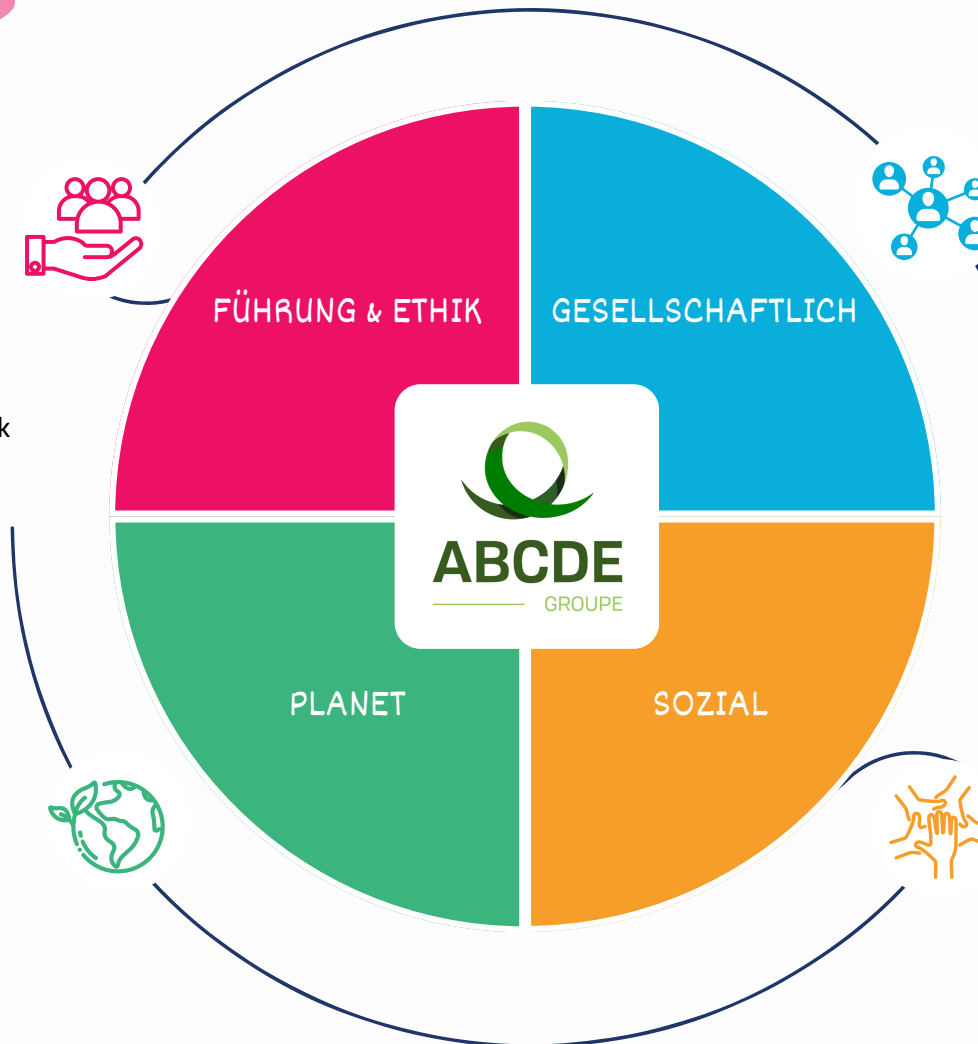 FÜHRUNG & ETHIK
GESELLSCHAFTLICH
k
ABCDE
GROUPE
PLANET
SOZIAL